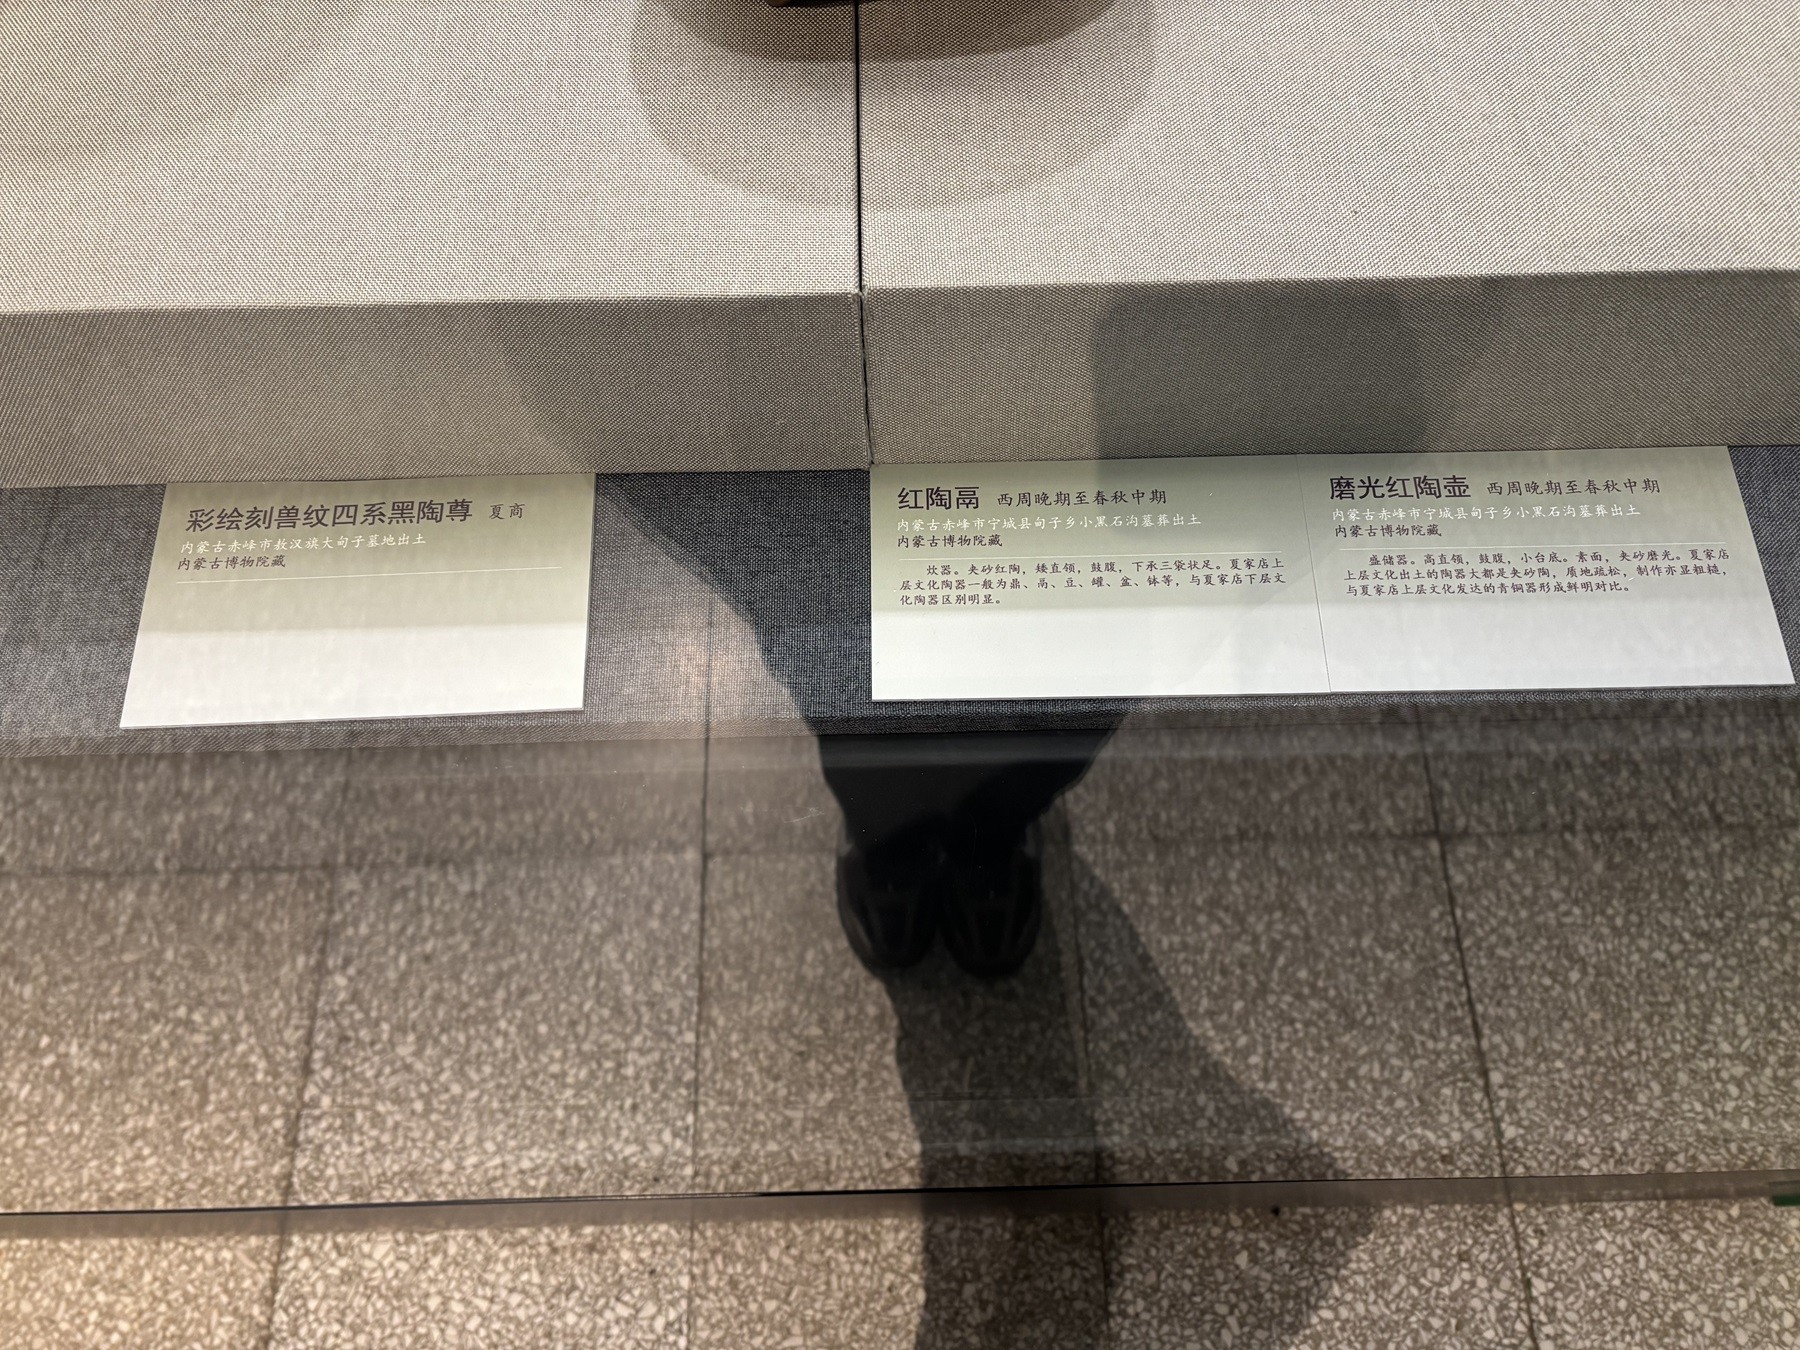 彩绘刻兽纹四系黑陶尊 夏商
内蒙古赤峰市敖汉旗大甸子墓地出土
内蒙古博物院藏
红陶鬲 西周晚期至春秋中期
内蒙古赤峰市宁城县甸子乡小黑石沟墓葬出土
内蒙古博物院藏
炊器。夹砂红陶，矮直领，鼓腹，下承三袋状足。夏家店上
层文化陶器一般为鼎、鬲、豆、罐、盆、钵等，与夏家店下层文
化陶器区别明显。
磨光红陶壶 西周晚期至春秋中期
内蒙古赤峰市宁城县甸子乡小黑石沟墓葬出土
内蒙古博物院藏
盛储器。高直领，鼓腹，小台底。素面，夹砂磨光。夏家店
上层文化出土的陶器大都是夹砂陶，质地疏松，制作亦显粗糙，
与夏家店上层文化发达的青铜器形成鲜明对比。